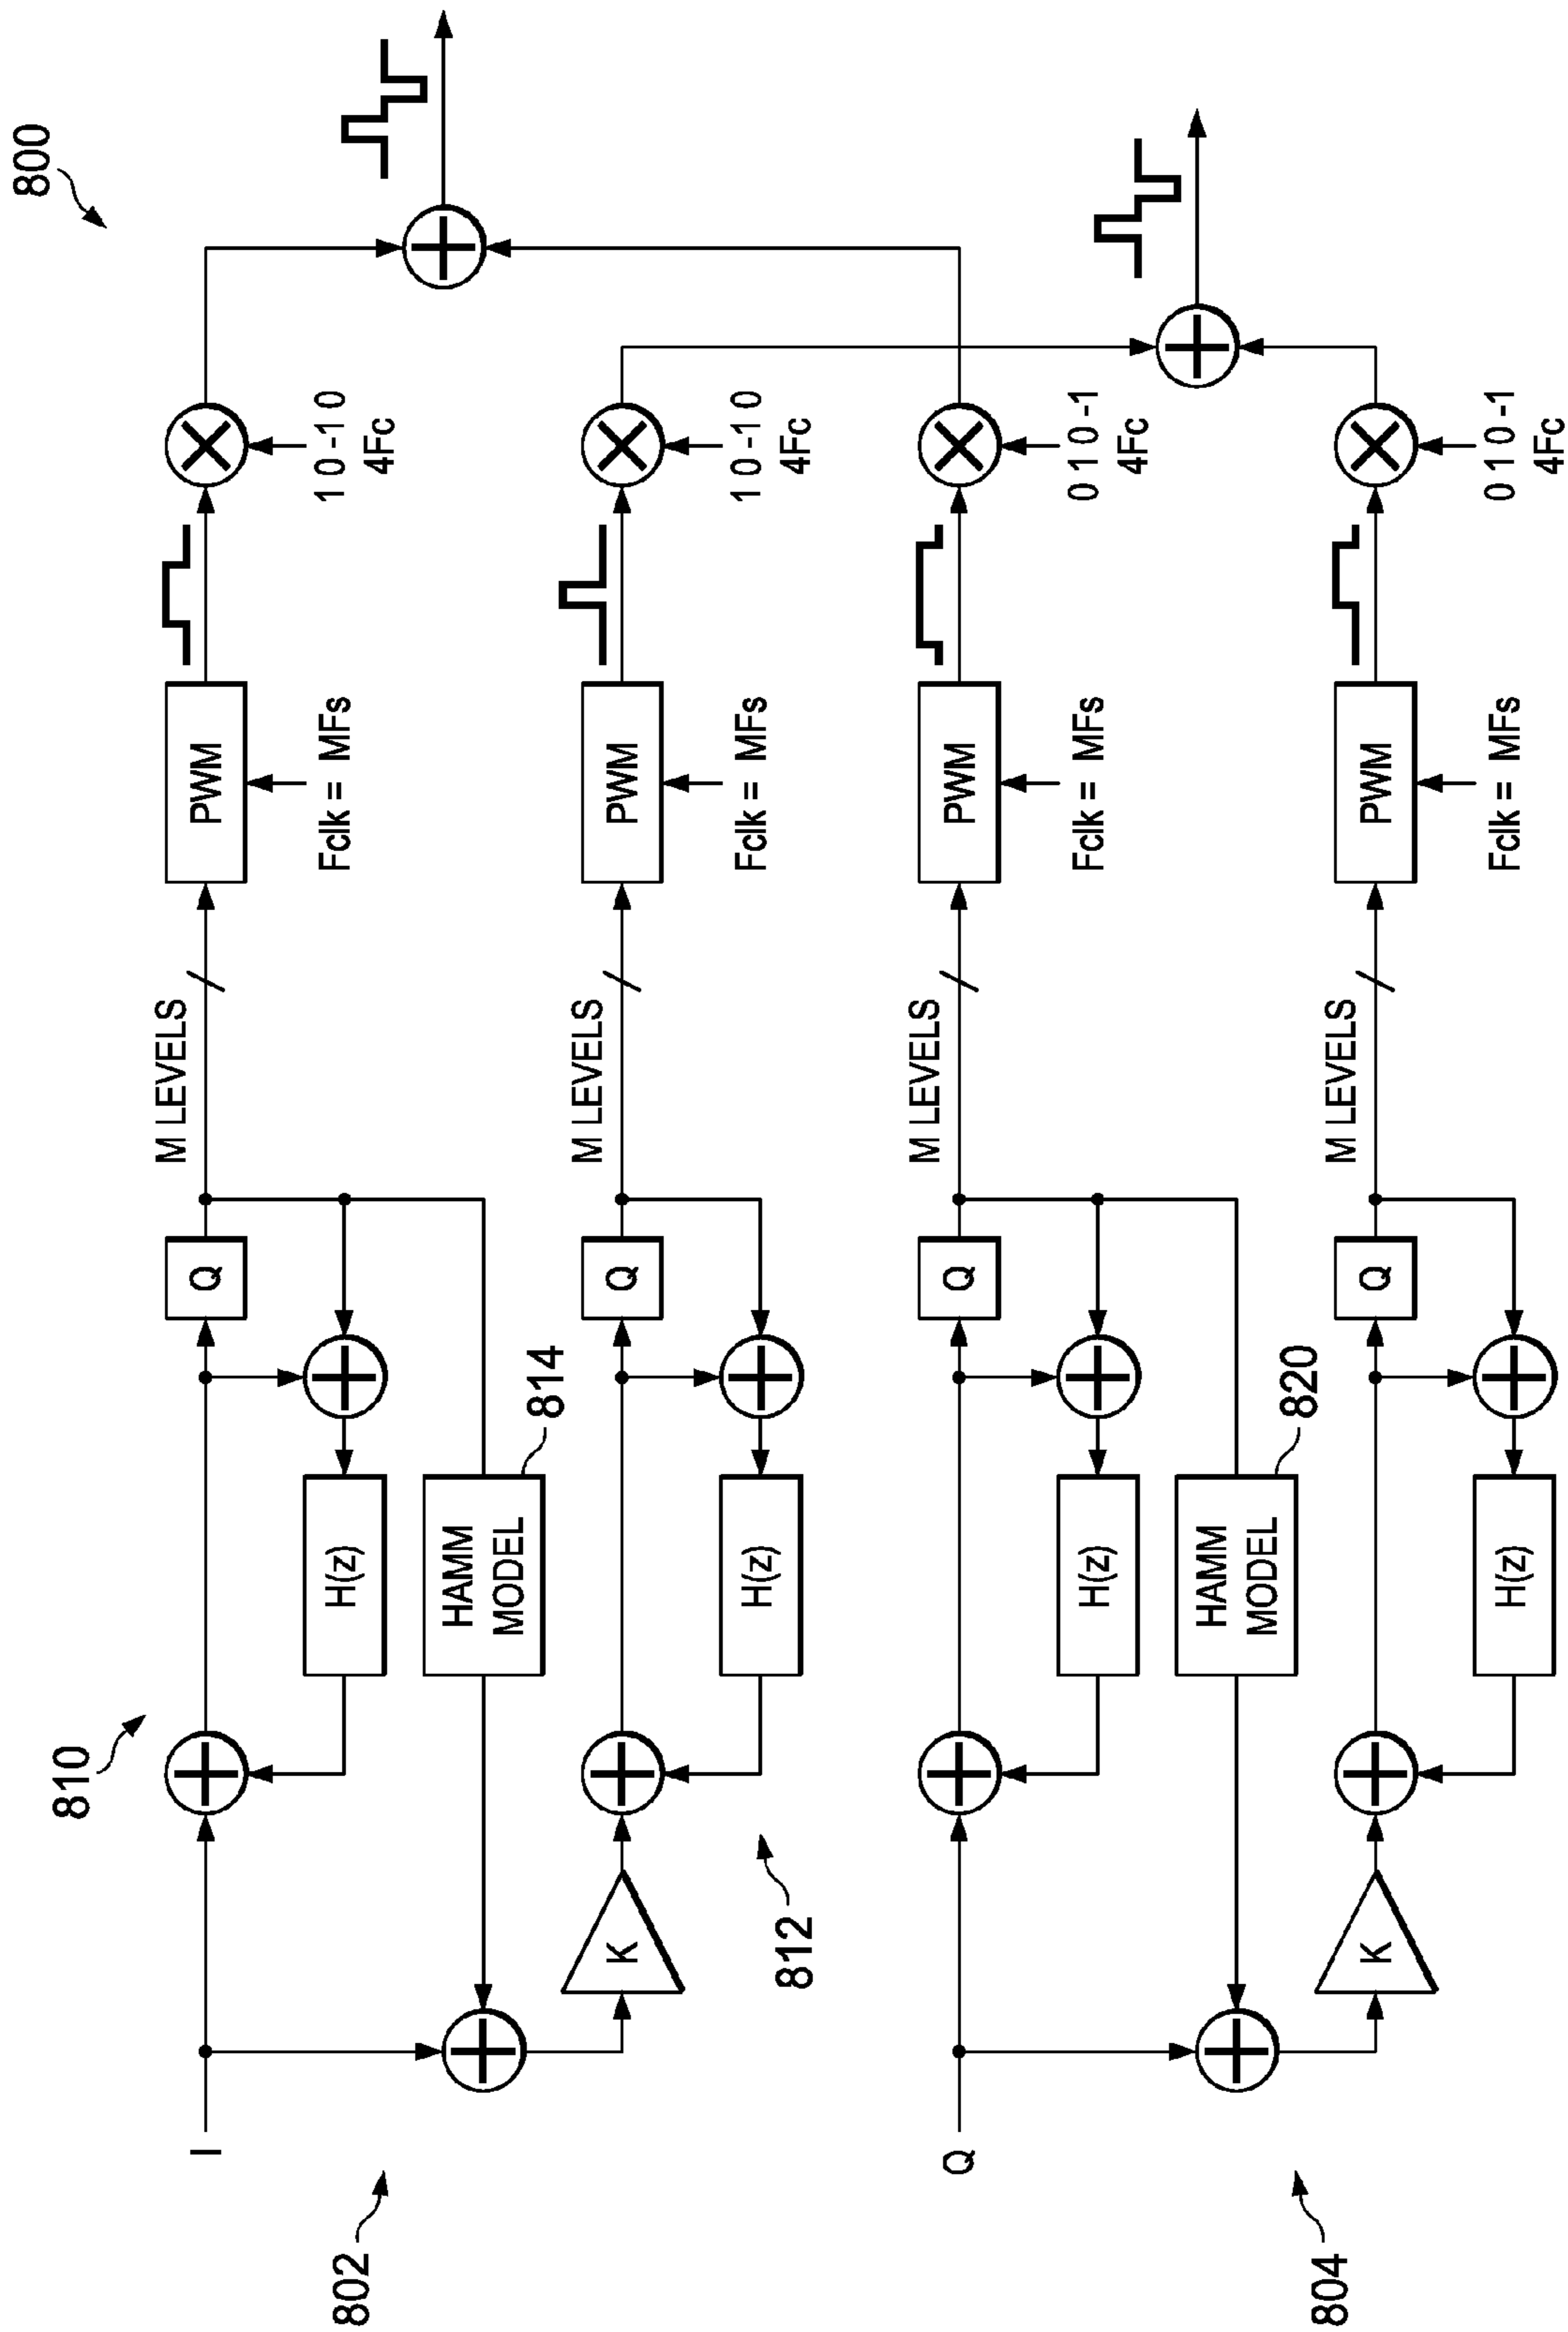 800
802
I
810
Q
M LEVELS
PWM
Fclk = MFs
1 0 -1 0
4Fc
H(z)
HAMM
MODEL
814
K
812
Q
M LEVELS
PWM
Fclk = MFs
1 0 -1 0
4Fc
H(z)
804
Q
Q
M LEVELS
PWM
Fclk = MFs
0 1 0 -1
4Fc
H(z)
HAMM
MODEL
820
K
Q
M LEVELS
PWM
Fclk = MFs
0 1 0 -1
4Fc
H(z)